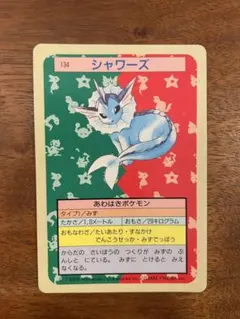 134
シャワーズ
あわはきポケモン
タイプ/みず
たかさ/1.0メートル おもさ/29キログラム
おもなわざ/たいあたり・すなかけ
でんこうせっか・みずでっぽう
からだの さいぼうの つくりが みずの ぶ
んしと にている。 みずに とけると みえ
なくなる。